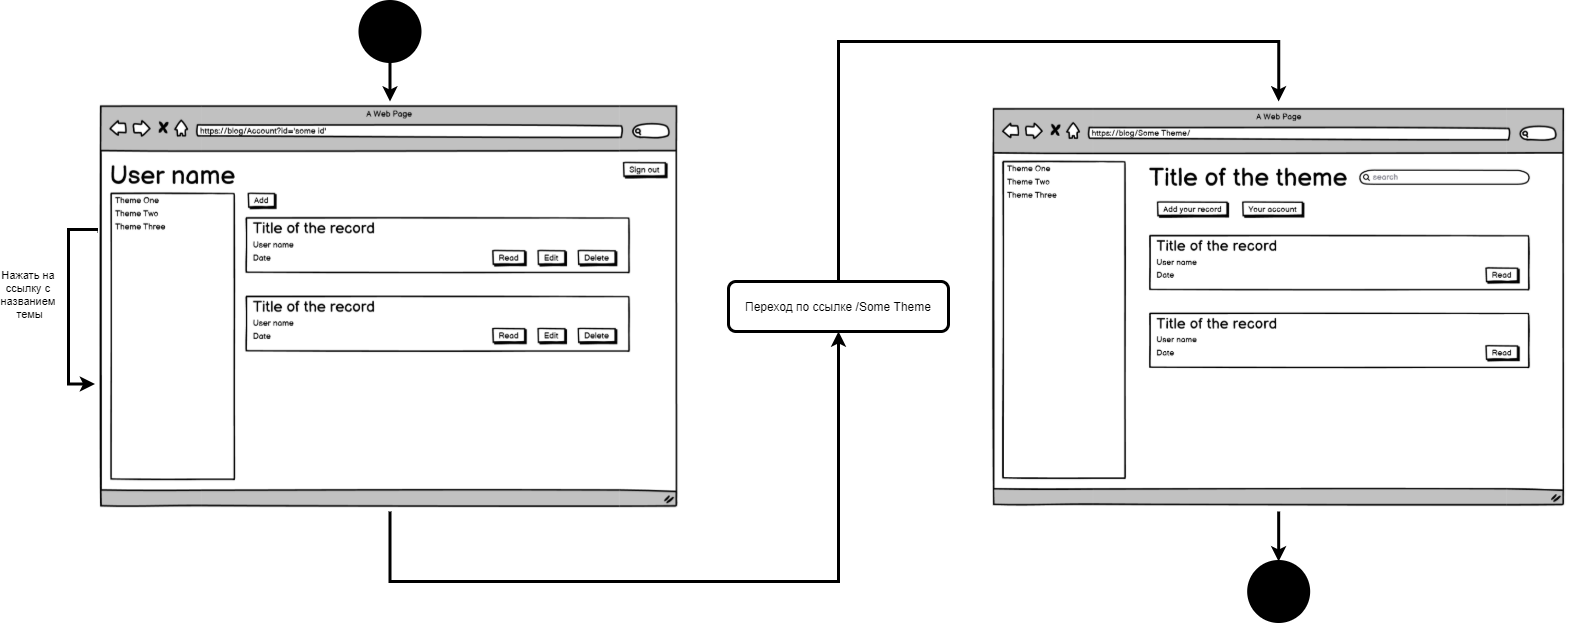 A Web Page
https://blog/Account?id='some id'
User name
Sign out
Theme One
Theme Two
Theme Three
Add
Title of the record
User name
Date
Read
Edit
Delete
Title of the record
User name
Date
Read
Edit
Delete
Нажать на
ссылку с
названием
темы
Переход по ссылке /Some Theme
A Web Page
https://blog/Some Theme/
Theme One
Theme Two
Theme Three
Title of the theme
search
Add your record
Your account
Title of the record
User name
Date
Read
Title of the record
User name
Date
Read